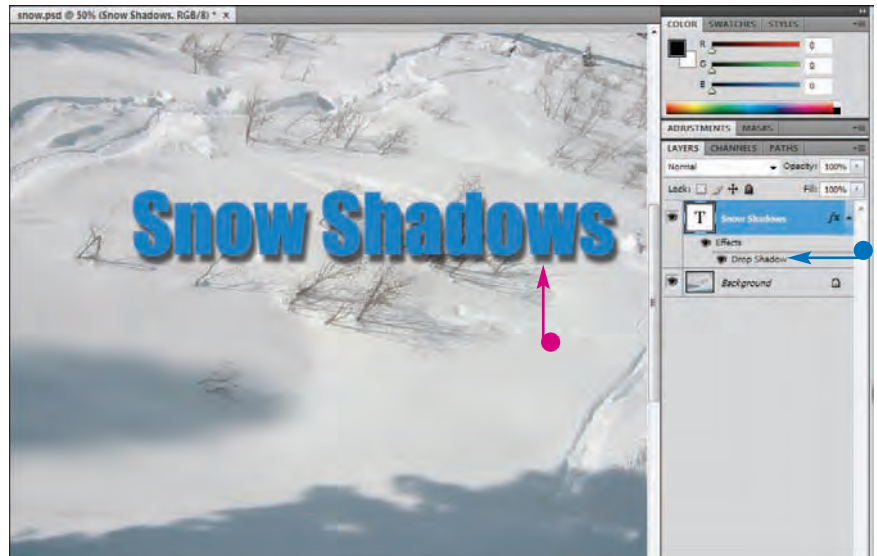 snow.psd @ 50% (Snow Shadows, RGB/8) * x
Snow Shadows
COLOR SWATCHES STYLES
R 0
G 0
B 0
ADJUSTMENTS MASKS
LAYERS CHANNELS PATHS
Normal Opacity: 100%
Lock: Fill: 100%
T Snow Shadows fx
Effects
Drop Shadow
Background